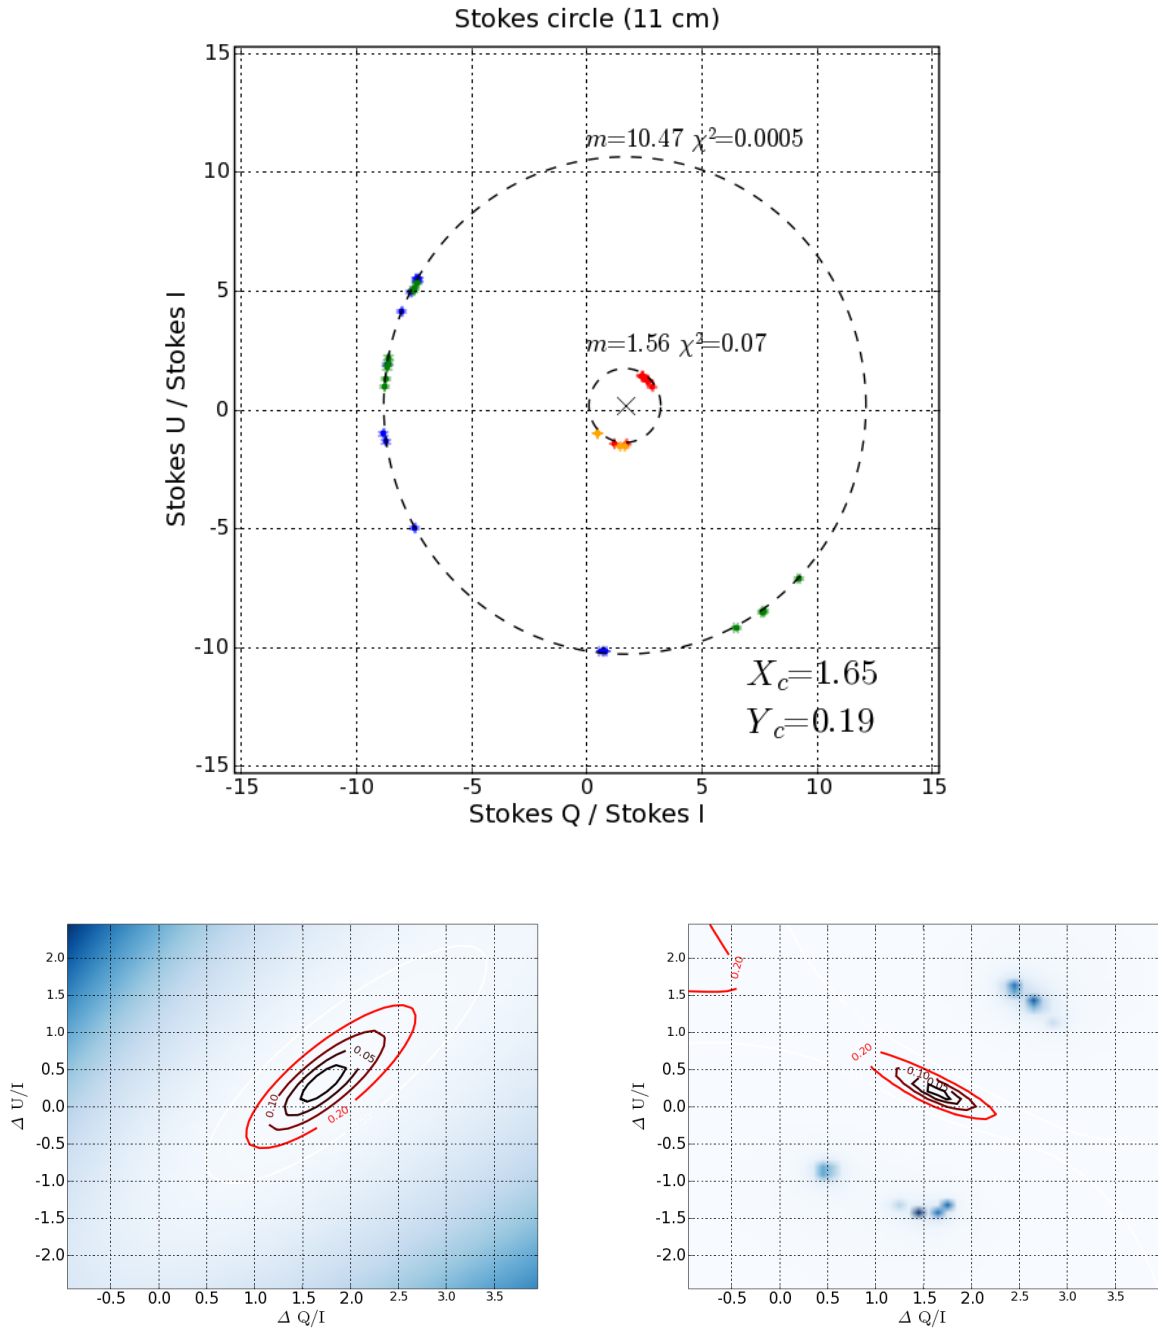 Stokes circle (11 cm)
15
m=10.47 χ²=0.0005
10
5
m=1.56 χ²=0.07
0
-5
-10
X_c=1.65
Y_c=0.19
-15
-15 -10 -5 0 5 10 15
Stokes U / Stokes I
Stokes Q / Stokes I
2.0
1.5
1.0
0.5
0.0
-0.5
-1.0
-1.5
-2.0
0.05
0.10
0.20
Δ U/I
-0.5 0.0 0.5 1.0 1.5 2.0 2.5 3.0 3.5
Δ Q/I
2.0
1.5
1.0
0.5
0.0
-0.5
-1.0
-1.5
-2.0
0.20
0.20
0.10
0.05
Δ U/I
-0.5 0.0 0.5 1.0 1.5 2.0 2.5 3.0 3.5
Δ Q/I